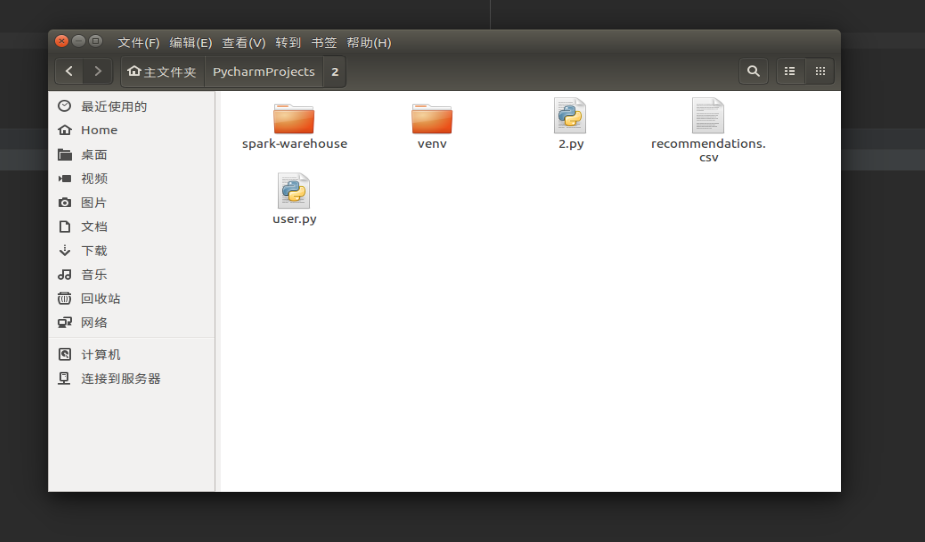 文件(F) 编辑(E) 查看(V) 转到 书签 帮助(H)
主文件夹 PycharmProjects 2
最近使用的
Home
桌面
视频
图片
文档
下载
音乐
回收站
网络
计算机
连接到服务器
spark-warehouse venv 2.py recommendations.
csv
user.py